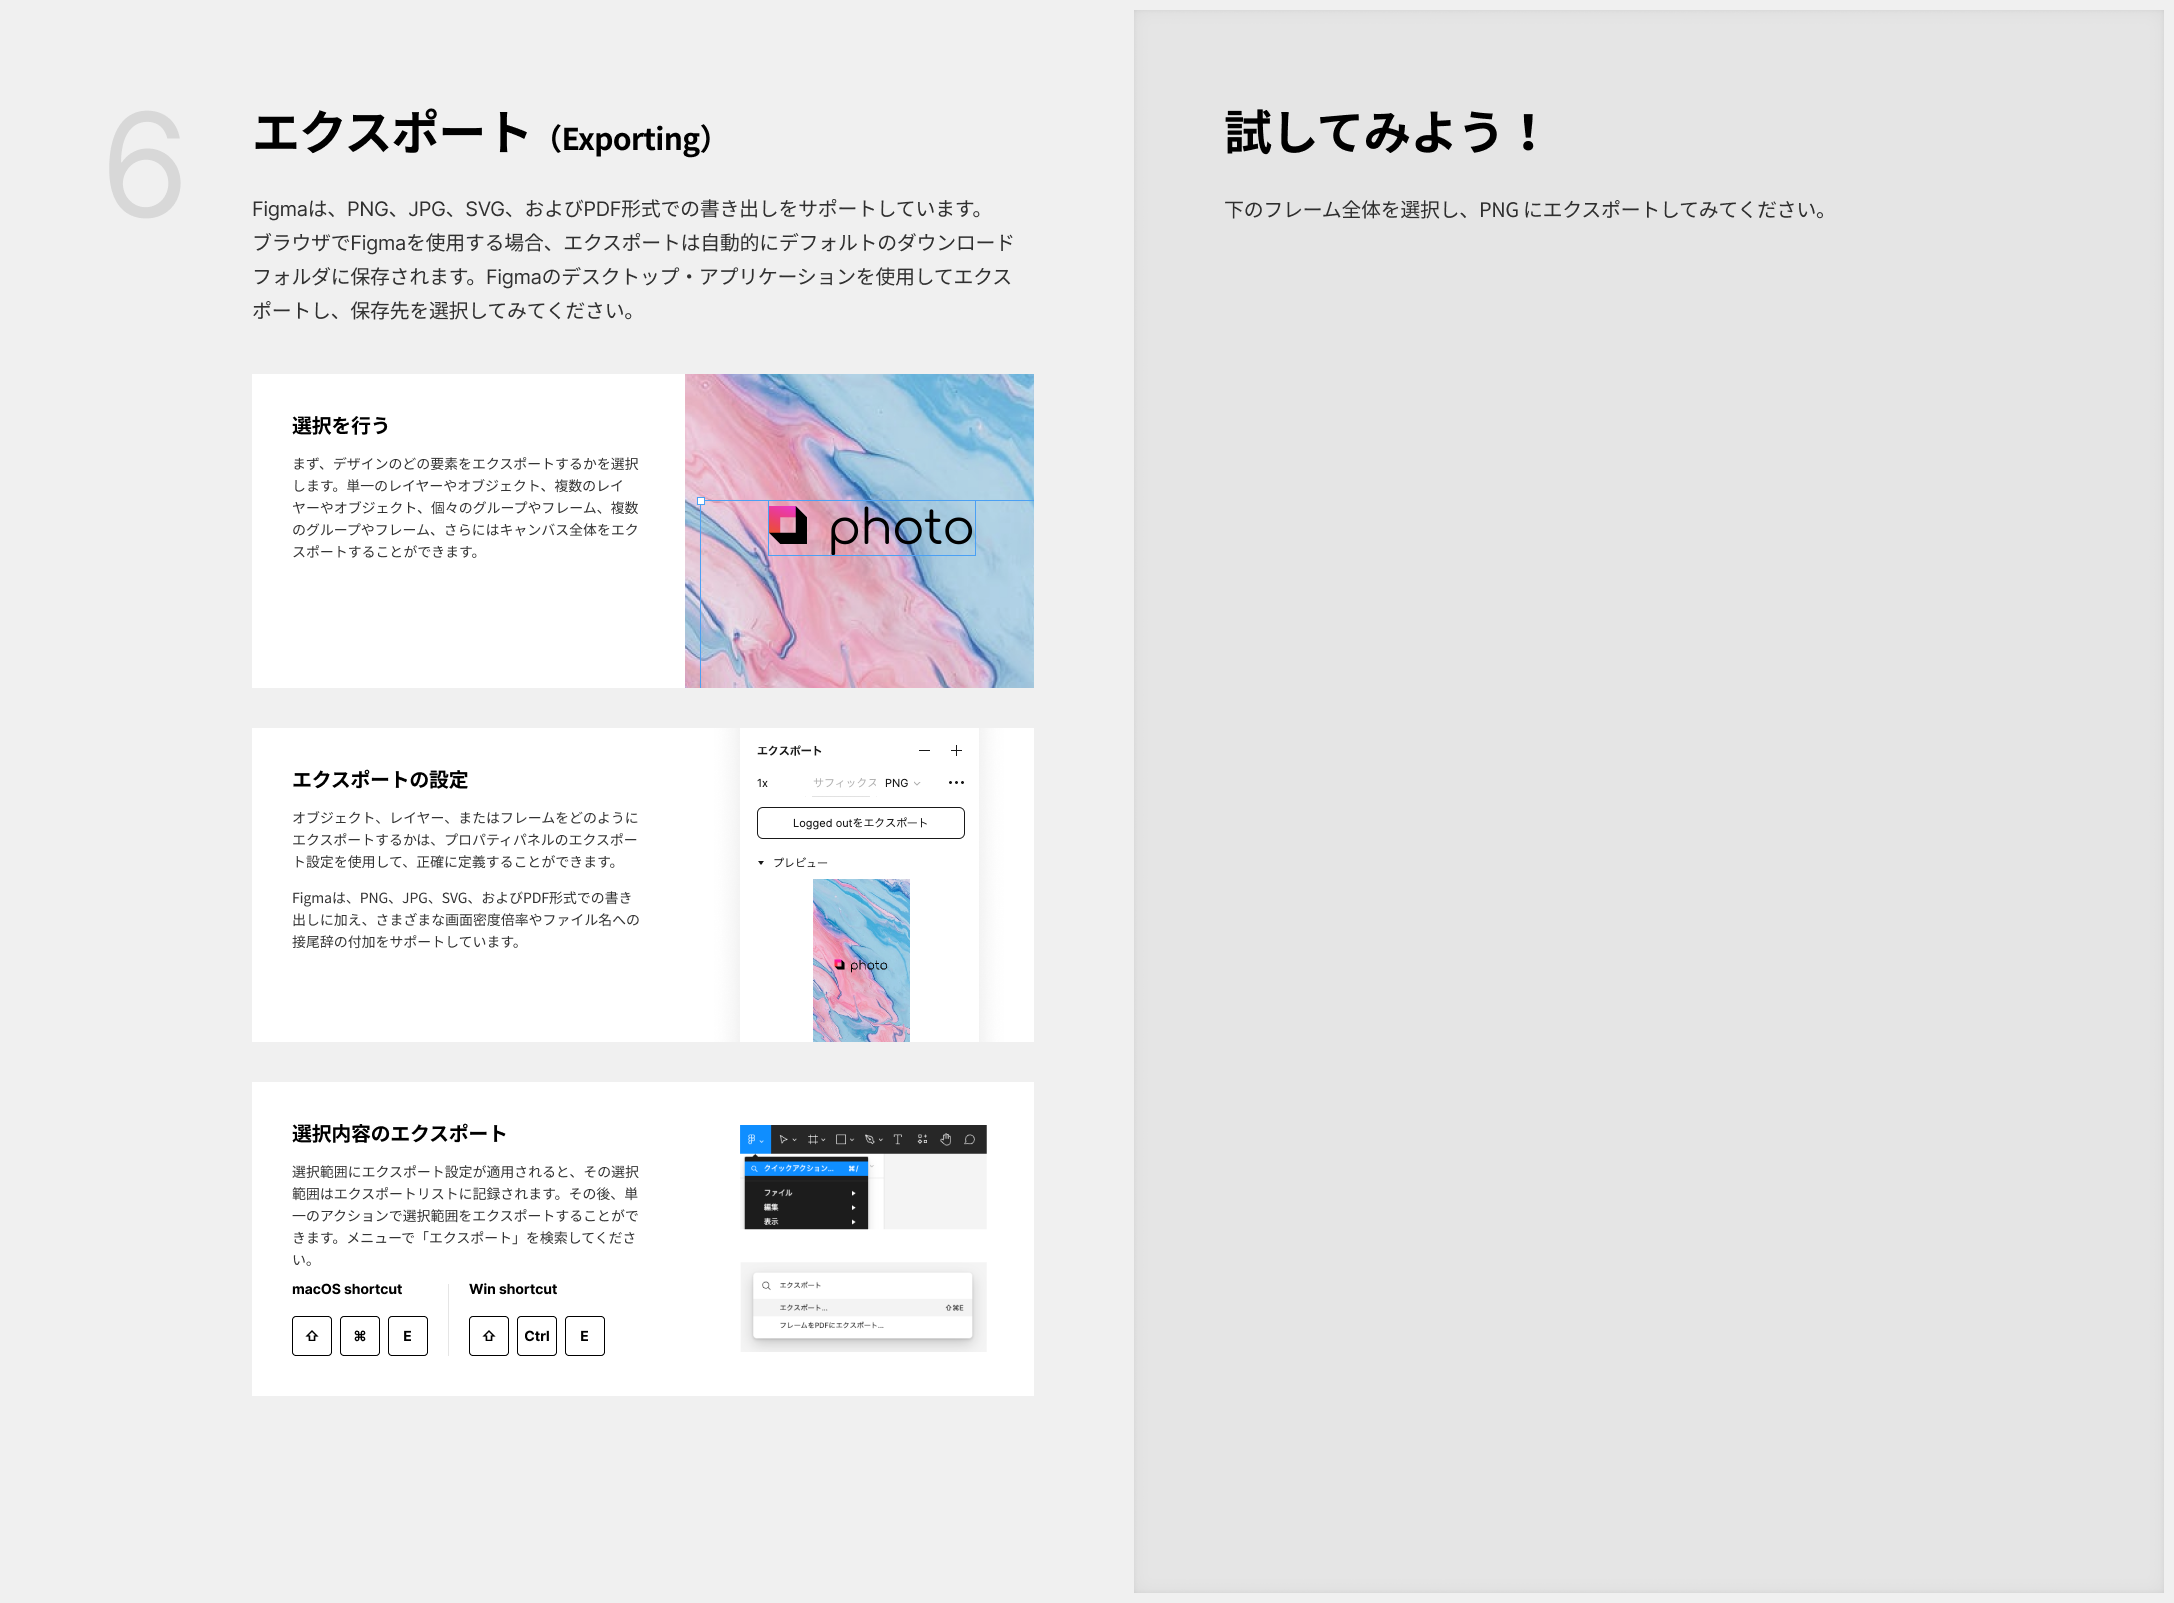 6
エクスポート（Exporting）
Figmaは、PNG、JPG、SVG、およびPDF形式での書き出しをサポートしています。
ブラウザでFigmaを使用する場合、エクスポートは自動的にデフォルトのダウンロード
フォルダに保存されます。Figmaのデスクトップ・アプリケーションを使用してエクス
ポートし、保存先を選択してみてください。
選択を行う
まず、デザインのどの要素をエクスポートするかを選択
します。単一のレイヤーやオブジェクト、複数のレイ
ヤーやオブジェクト、個々のグループやフレーム、複数
のグループやフレーム、さらにはキャンバス全体をエク
スポートすることができます。
photo
エクスポートの設定
オブジェクト、レイヤー、またはフレームをどのように
エクスポートするかは、プロパティパネルのエクスポー
ト設定を使用して、正確に定義することができます。
Figmaは、PNG、JPG、SVG、およびPDF形式での書き
出しに加え、さまざまな画面密度倍率やファイル名への
接尾辞の付加をサポートしています。
エクスポート
1x サフィックス PNG
Logged outをエクスポート
プレビュー
photo
選択内容のエクスポート
選択範囲にエクスポート設定が適用されると、その選択
範囲はエクスポートリストに記録されます。その後、単
一のアクションで選択範囲をエクスポートすることがで
きます。メニューで「エクスポート」を検索してくださ
い。
macOS shortcut
⇧ ⌘ E
Win shortcut
⇧ Ctrl E
クイックアクション... ⌘/
ファイル
編集
表示
エクスポート
エクスポート... ⇧⌘E
フレームをPDFにエクスポート...
試してみよう！
下のフレーム全体を選択し、PNG にエクスポートしてみてください。